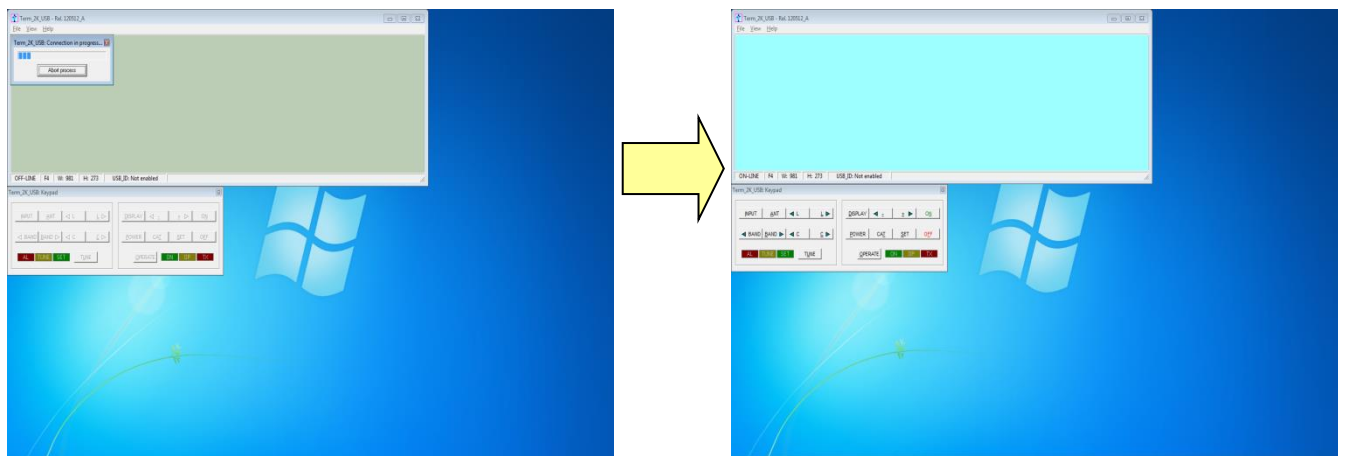 Term_2K_USB - Rel. 120512_A
File View Help
Term_2K_USB: Connection in progress...
Abort process
OFF-LINE F4 W: 981 H: 273 USB_ID: Not enabled
Term_2K_USB: Keypad
INPUT ANT ◁ L L ▷ DISPLAY ◁ ▷ ON
◁ BAND BAND ▷ ◁ C C ▷ POWER CAT SET OFF
AL TUNE SET TUNE OPERATE ON OP TX
Term_2K_USB - Rel. 120512_A
File View Help
ON-LINE F4 W: 981 H: 273 USB_ID: Not enabled
Term_2K_USB: Keypad
INPUT ANT ◀ L L ▶ DISPLAY ◀ ▶ ON
◀ BAND BAND ▶ ◀ C C ▶ POWER CAT SET OFF
AL TUNE SET TUNE OPERATE ON OP TX